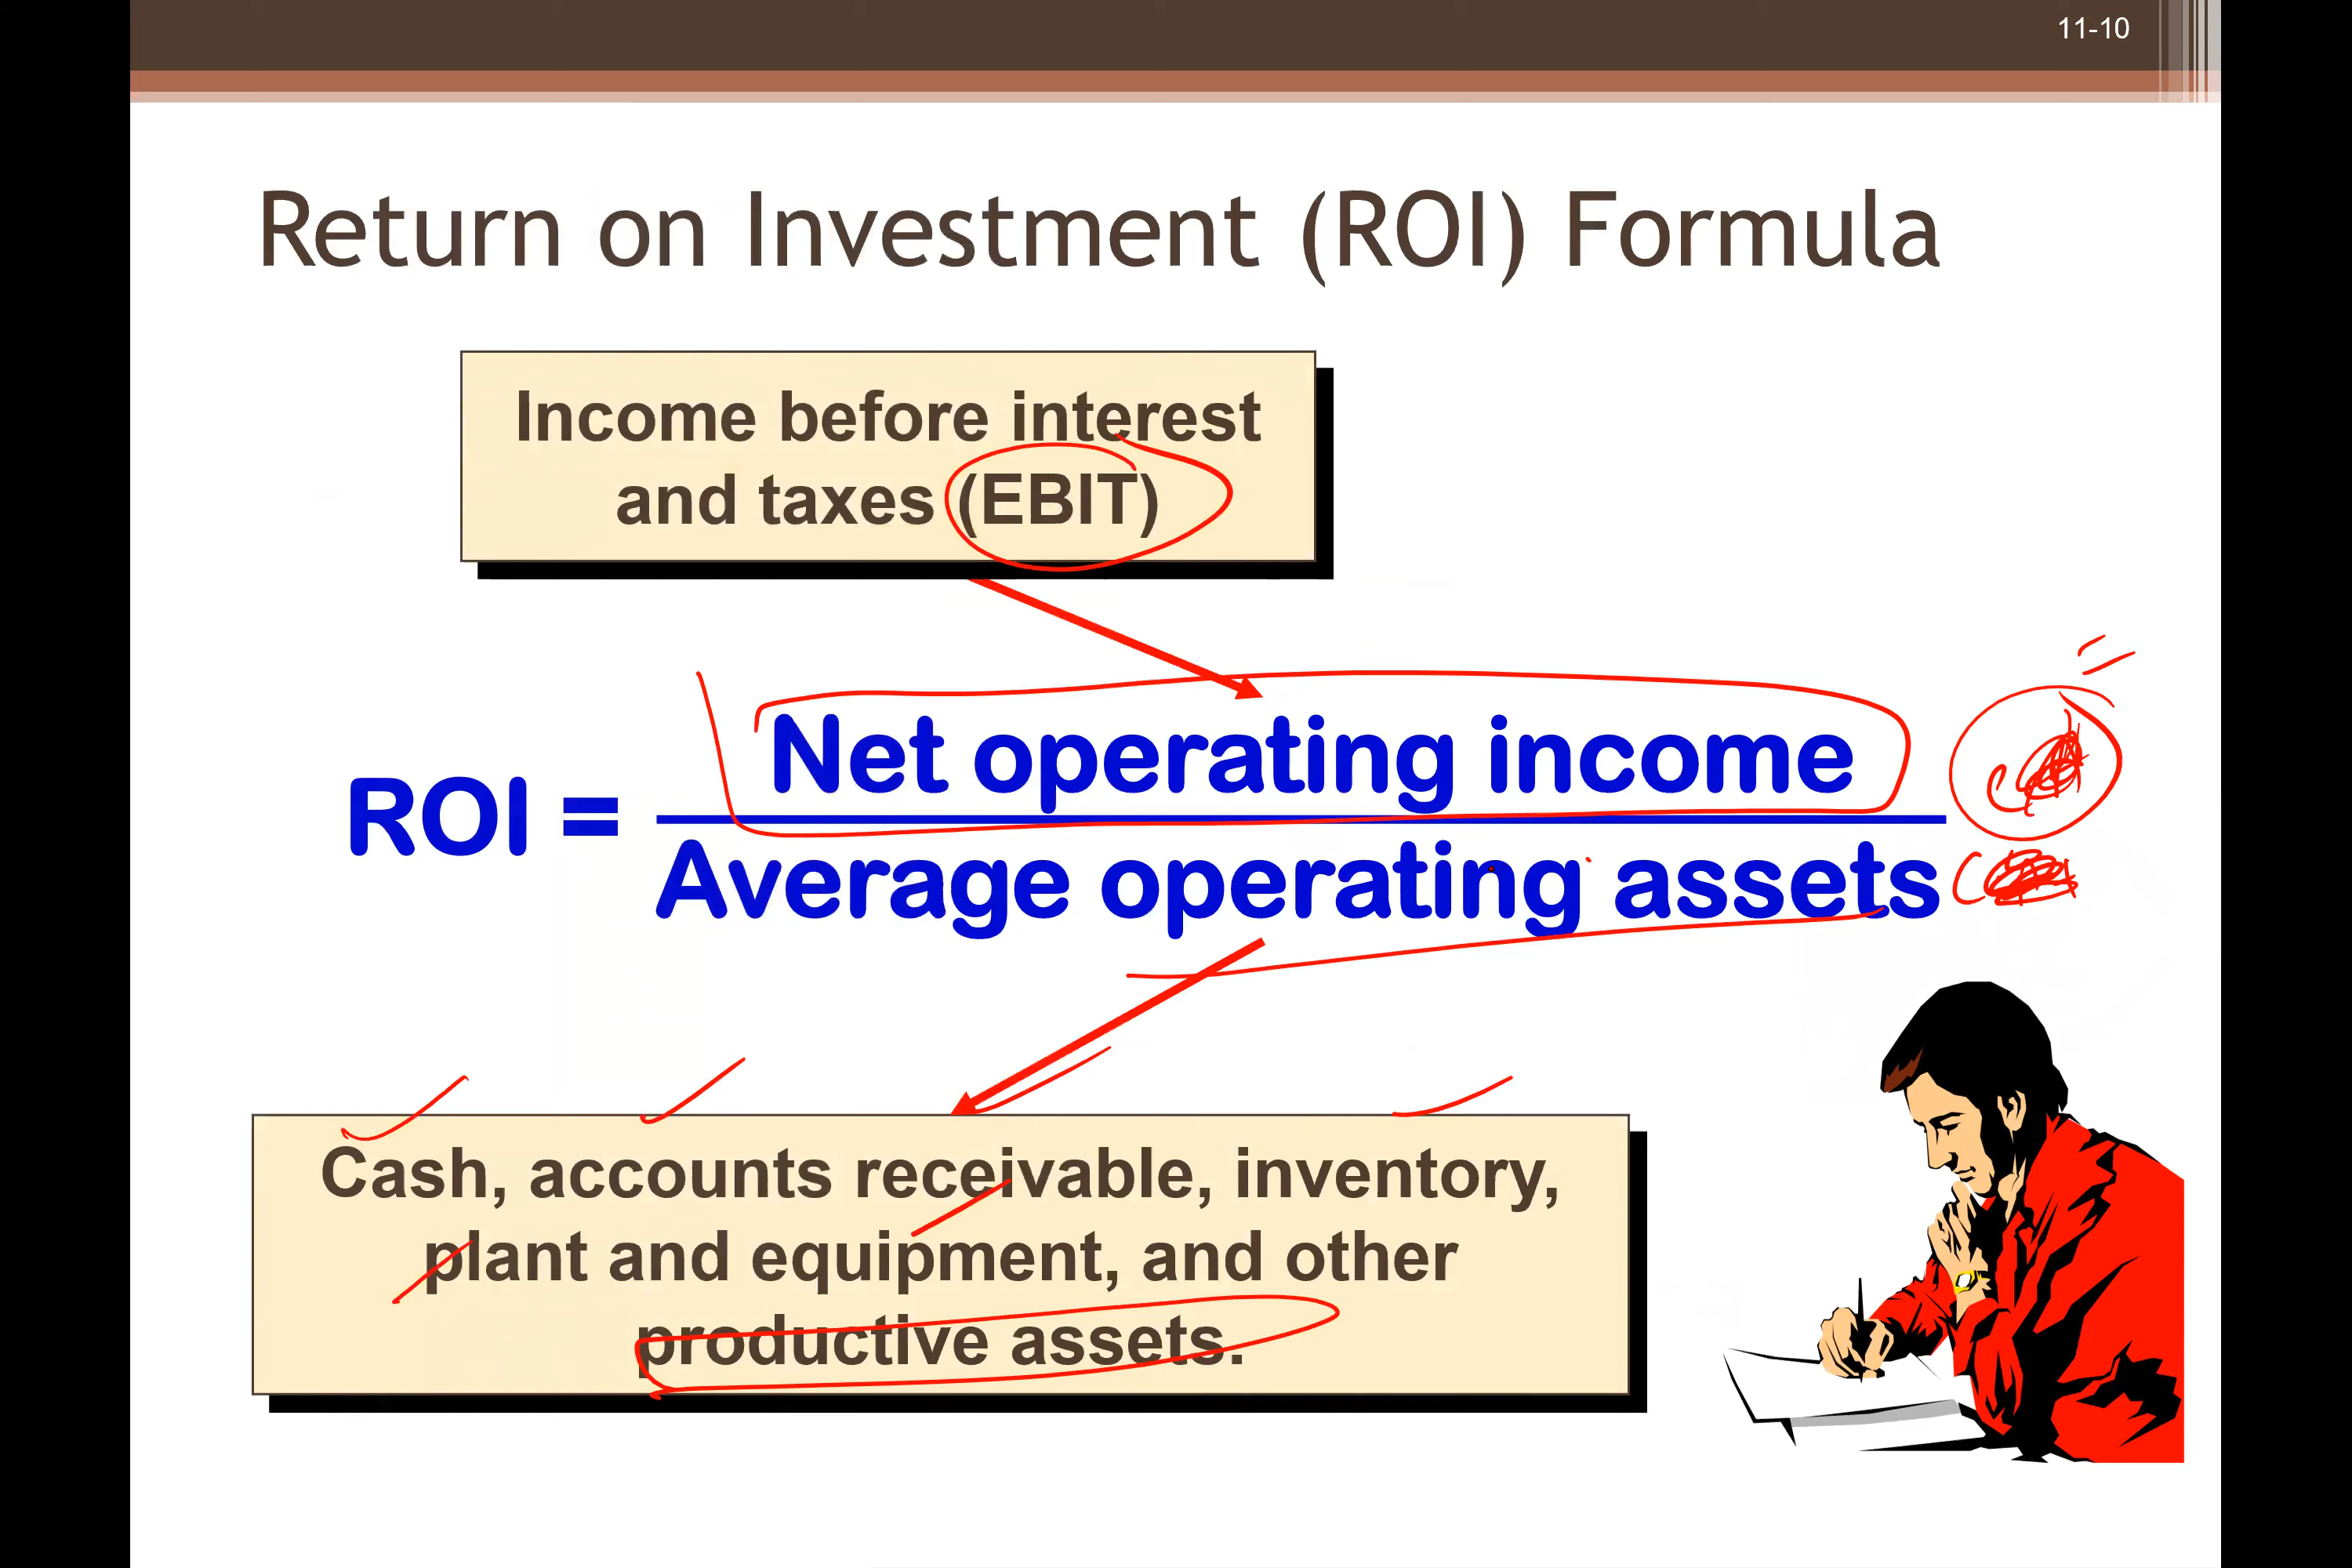 11-10
Return on Investment (ROI) Formula
Income before interest
and taxes (EBIT)
Net operating income
ROI =
Average operating assets
Cash, accounts receivable, inventory,
plant and equipment, and other
productive assets.